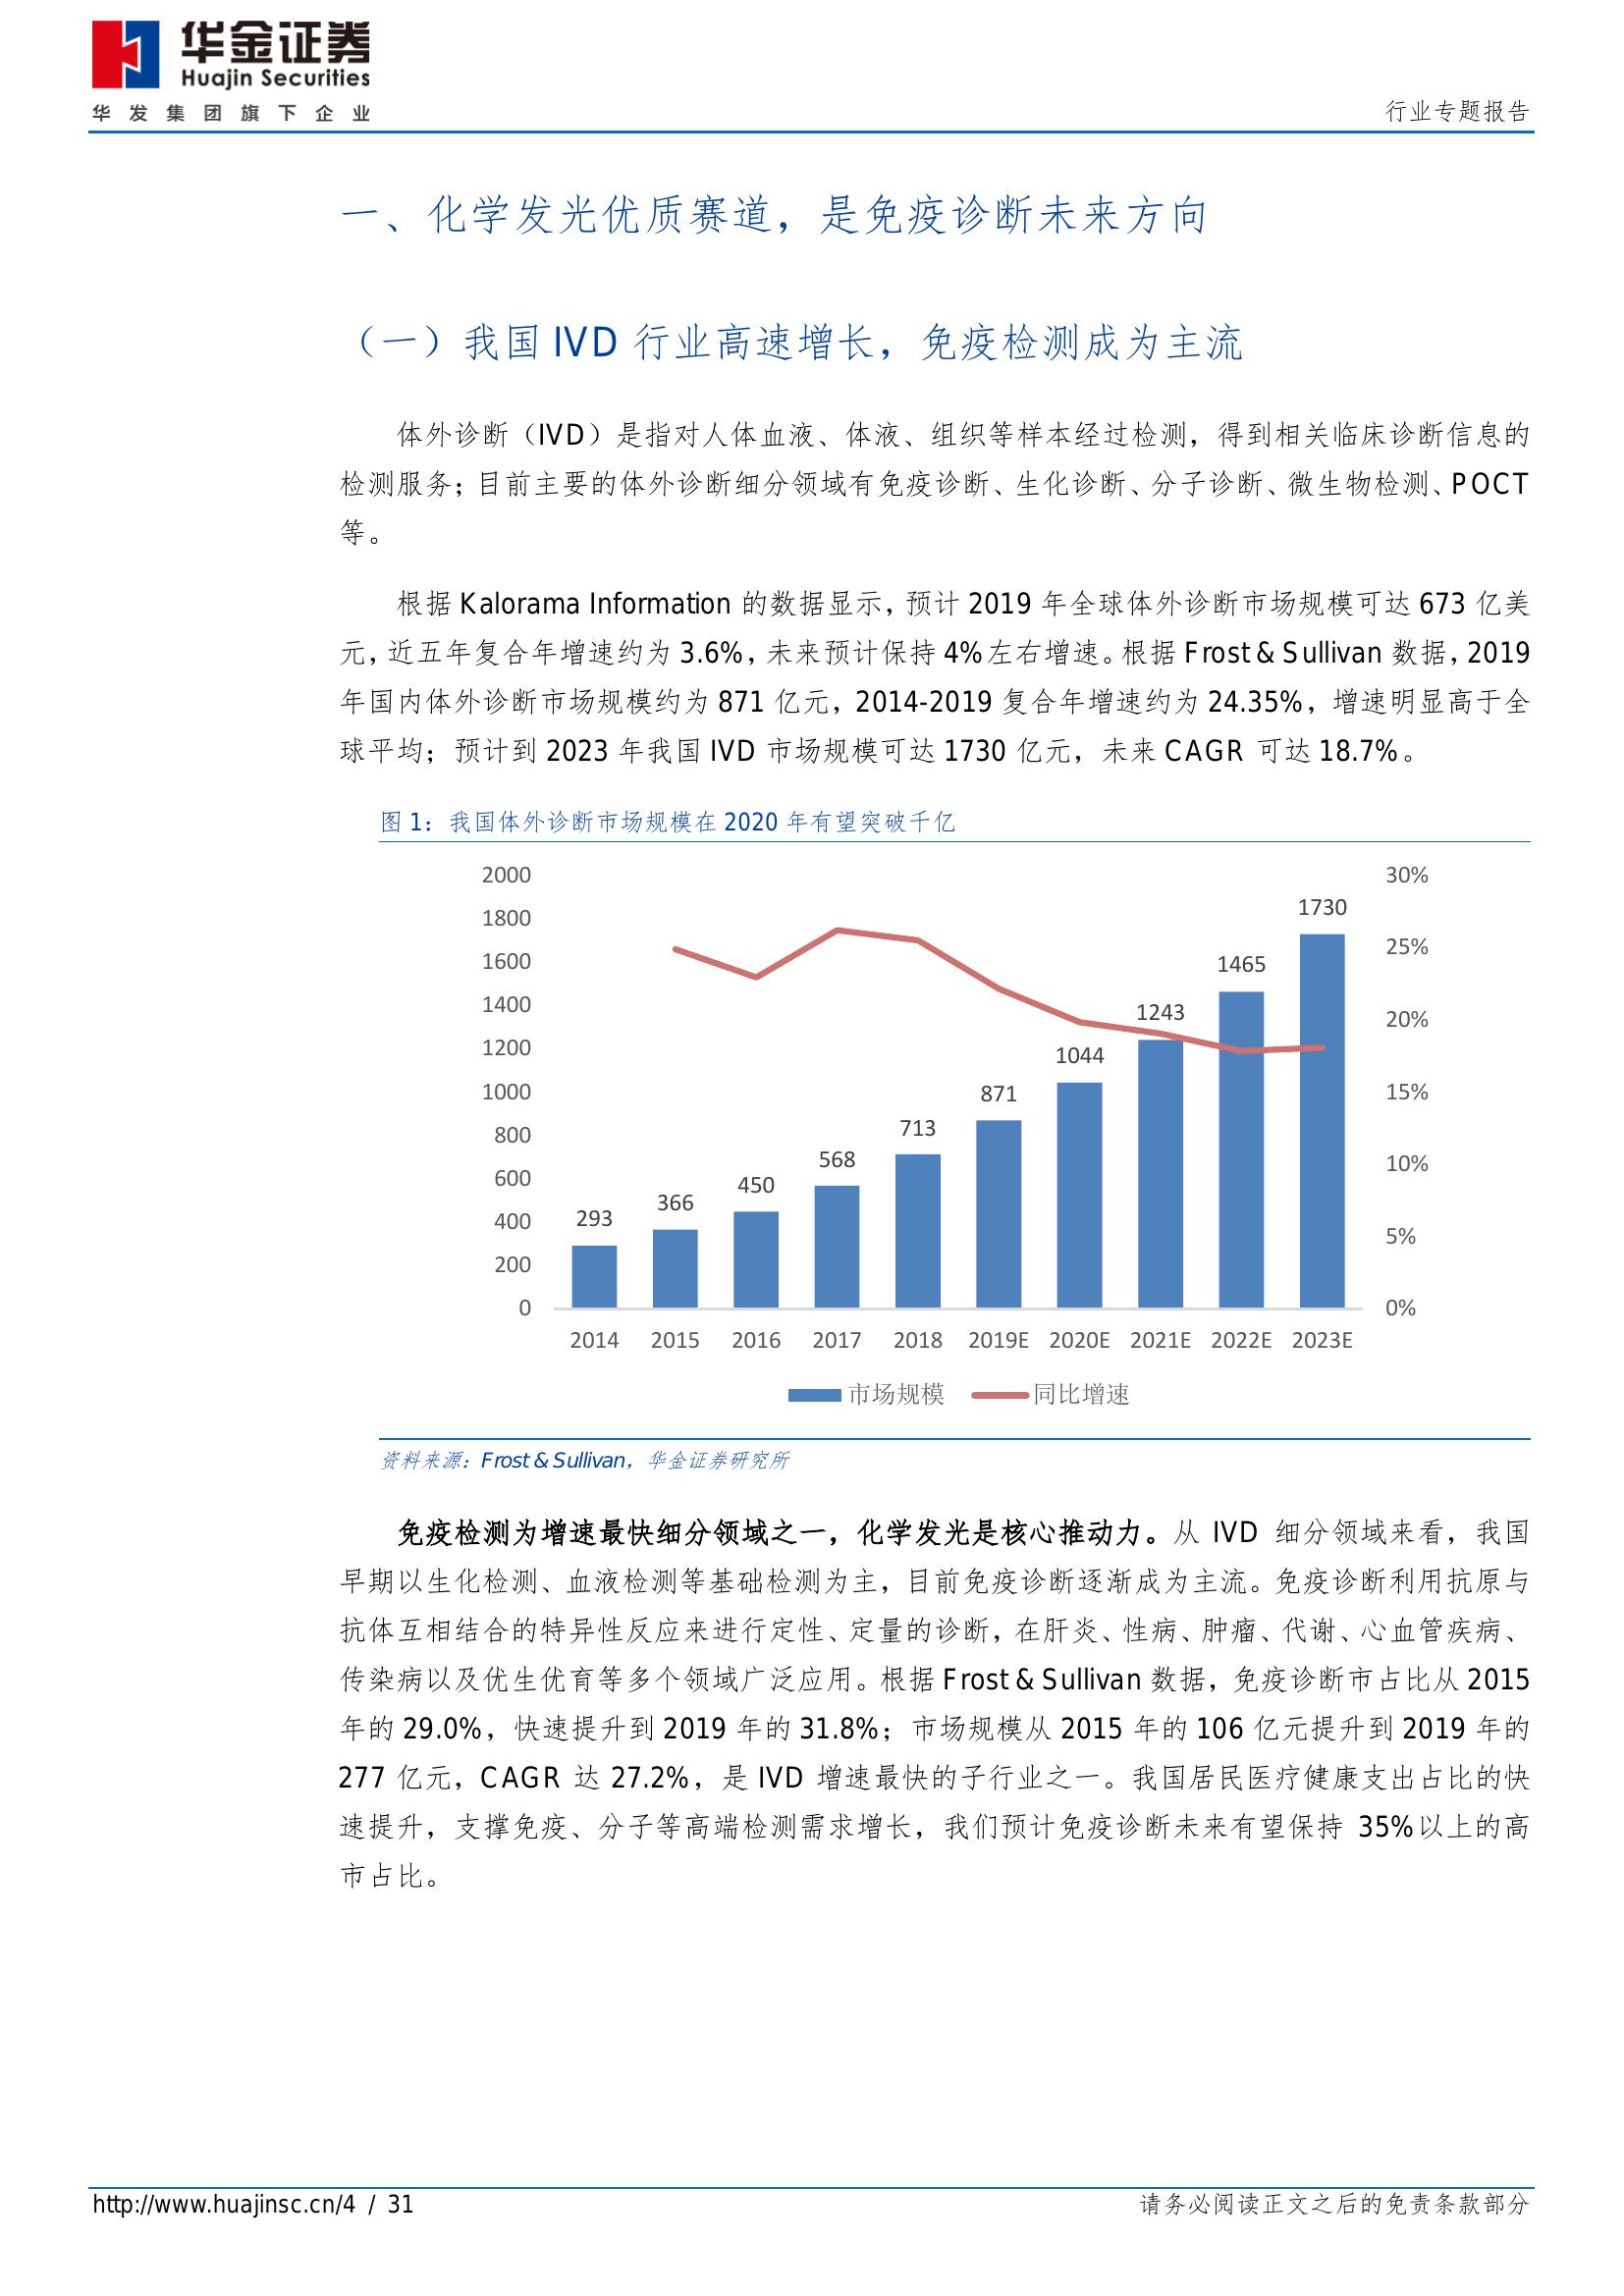 华金证券
Huajin Securities
华发集团旗下企业
行业专题报告
一、化学发光优质赛道，是免疫诊断未来方向
（一）我国 IVD 行业高速增长，免疫检测成为主流
体外诊断（IVD）是指对人体血液、体液、组织等样本经过检测，得到相关临床诊断信息的
检测服务；目前主要的体外诊断细分领域有免疫诊断、生化诊断、分子诊断、微生物检测、POCT
等。
根据 Kalorama Information 的数据显示，预计 2019 年全球体外诊断市场规模可达 673 亿美
元，近五年复合年增速约为 3.6%，未来预计保持 4%左右增速。根据 Frost & Sullivan 数据，2019
年国内体外诊断市场规模约为 871 亿元，2014-2019 复合年增速约为 24.35%，增速明显高于全
球平均；预计到 2023 年我国 IVD 市场规模可达 1730 亿元，未来 CAGR 可达 18.7%。
图 1：我国体外诊断市场规模在 2020 年有望突破千亿
2000
1800
1600
1400
1200
1000
800
600
400
200
0
293
366
450
568
713
871
1044
1243
1465
1730
30%
25%
20%
15%
10%
5%
0%
2014 2015 2016 2017 2018 2019E 2020E 2021E 2022E 2023E
市场规模 同比增速
资料来源：Frost & Sullivan，华金证券研究所
免疫检测为增速最快细分领域之一，化学发光是核心推动力。从 IVD 细分领域来看，我国
早期以生化检测、血液检测等基础检测为主，目前免疫诊断逐渐成为主流。免疫诊断利用抗原与
抗体互相结合的特异性反应来进行定性、定量的诊断，在肝炎、性病、肿瘤、代谢、心血管疾病、
传染病以及优生优育等多个领域广泛应用。根据 Frost & Sullivan 数据，免疫诊断市占比从 2015
年的 29.0%，快速提升到 2019 年的 31.8%；市场规模从 2015 年的 106 亿元提升到 2019 年的
277 亿元，CAGR 达 27.2%，是 IVD 增速最快的子行业之一。我国居民医疗健康支出占比的快
速提升，支撑免疫、分子等高端检测需求增长，我们预计免疫诊断未来有望保持 35%以上的高
市占比。
http://www.huajinsc.cn/4 / 31
请务必阅读正文之后的免责条款部分